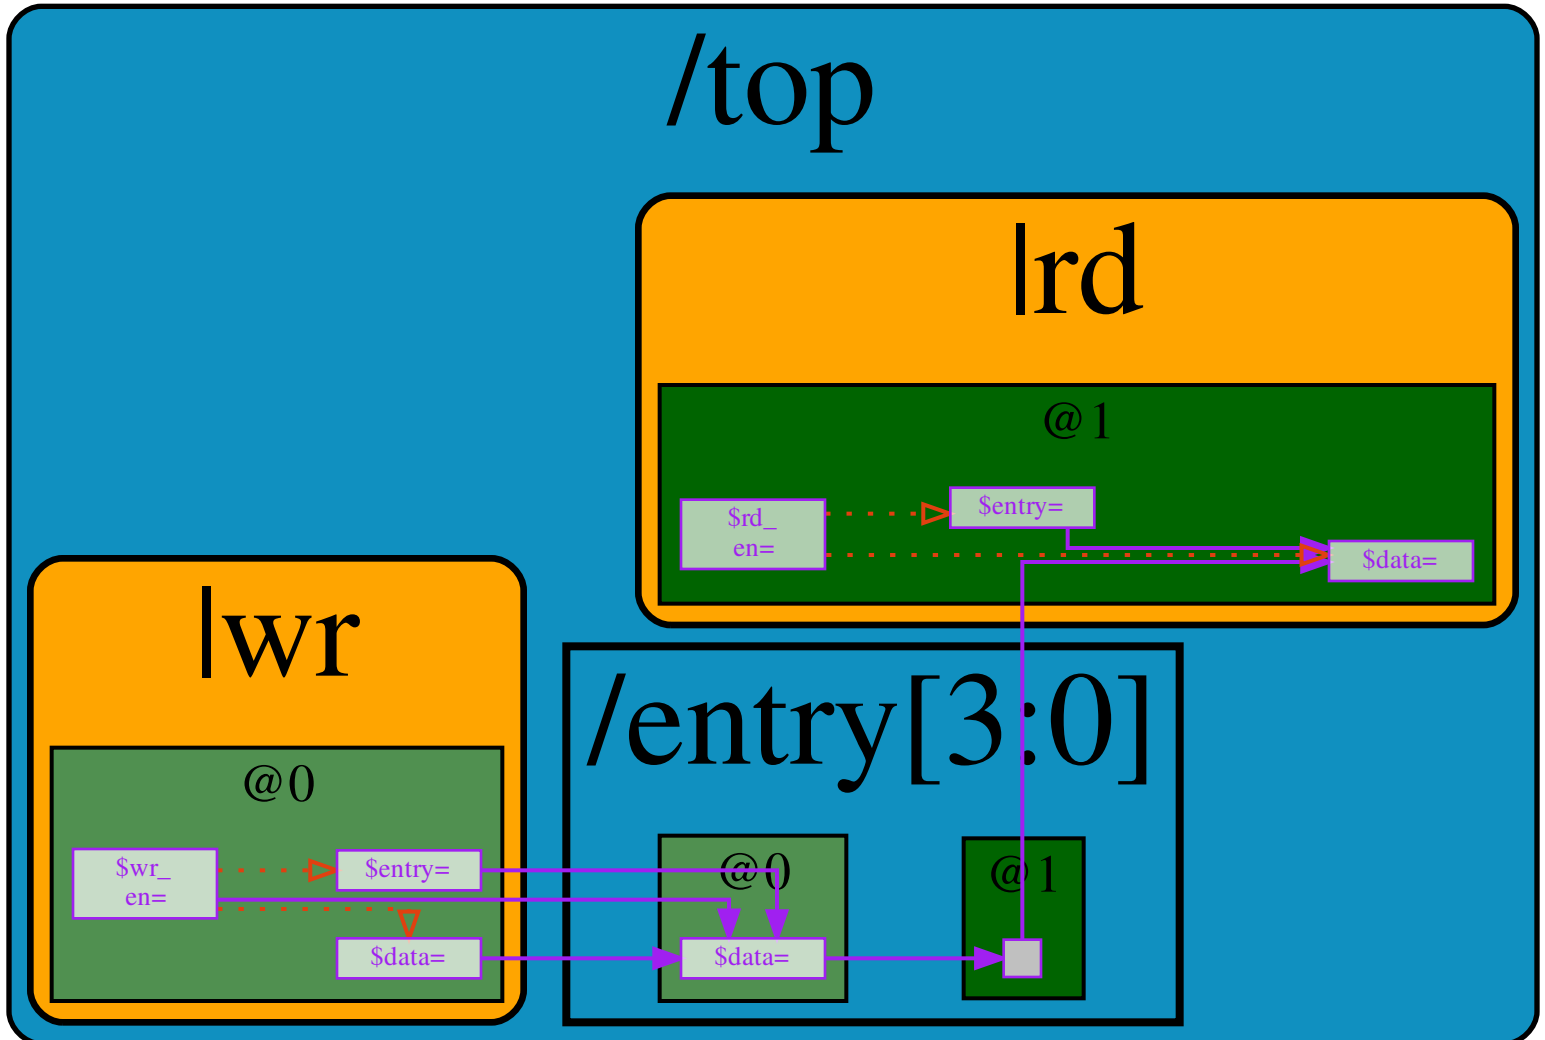 /top
|rd
@1
$rd_
en=
$entry=
$data=
|wr
@0
$wr_
en=
$entry=
$data=
/entry[3:0]
@0
$data=
@1